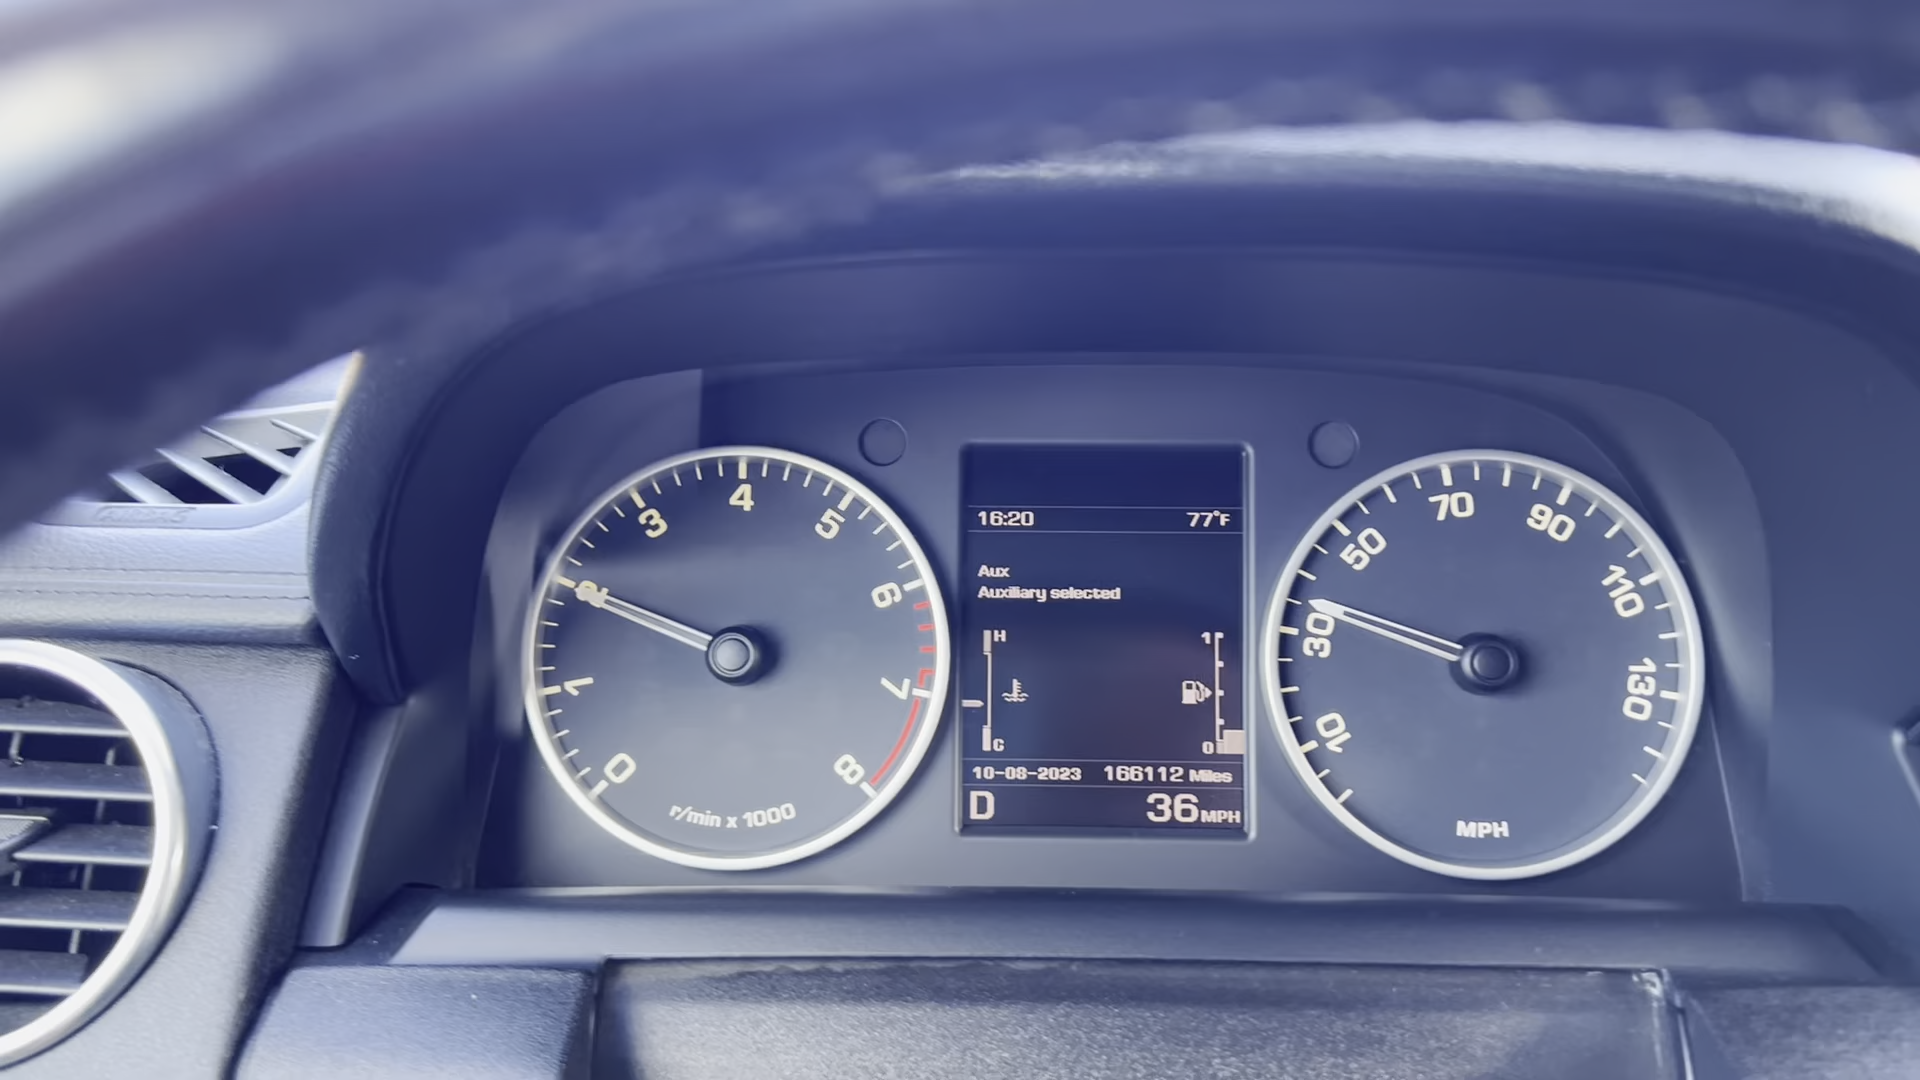 0
1
2
3
4
5
6
7
8
r/min x 1000
16:20 77°F
Aux
Auxiliary selected
H
C
1
0
10-08-2023 166112 Miles
D 36 MPH
10
30
50
70
90
110
130
MPH